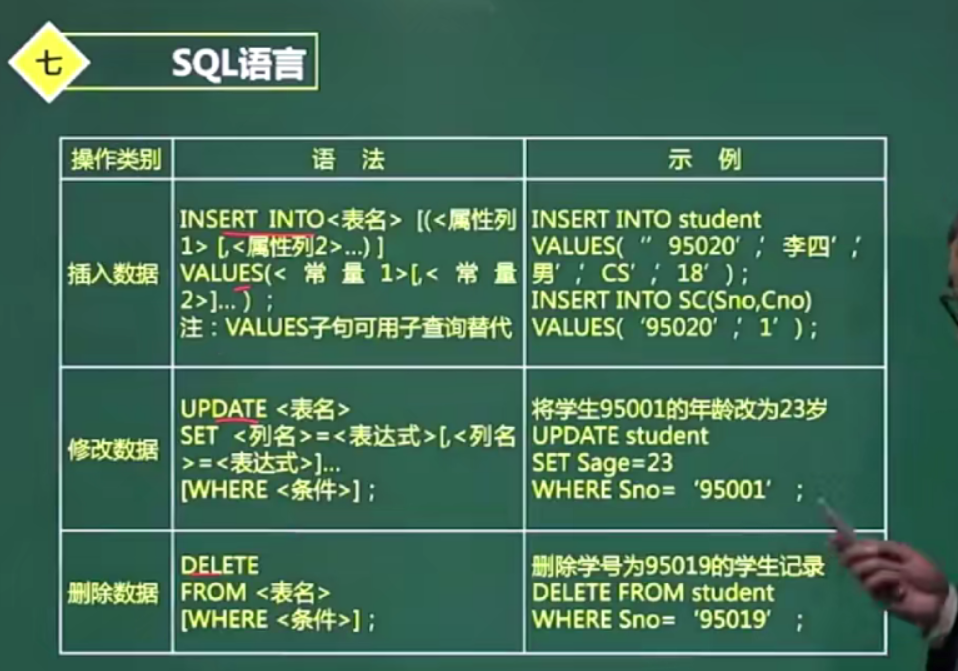 七
SQL语言
操作类别
语 法
示 例
插入数据
INSERT INTO<表名> [(<属性列
1> [,<属性列2>...) ]
VALUES(< 常 量 1>[,< 常 量
2>]... ) ;
注：VALUES子句可用子查询替代
INSERT INTO student
VALUES( ″ 95020′ ,′ 李四′ ,′
男′ ,′ CS′ ,′ 18′ ) ;
INSERT INTO SC(Sno,Cno)
VALUES( ‘95020′ ,′ 1′ ) ;
修改数据
UPDATE <表名>
SET <列名>=<表达式>[,<列名
>=<表达式>]...
[WHERE <条件>] ;
将学生95001的年龄改为23岁
UPDATE student
SET Sage=23
WHERE Sno= ‘95001’ ;
删除数据
DELETE
FROM <表名>
[WHERE <条件>] ;
删除学号为95019的学生记录
DELETE FROM student
WHERE Sno= ‘95019’ ;